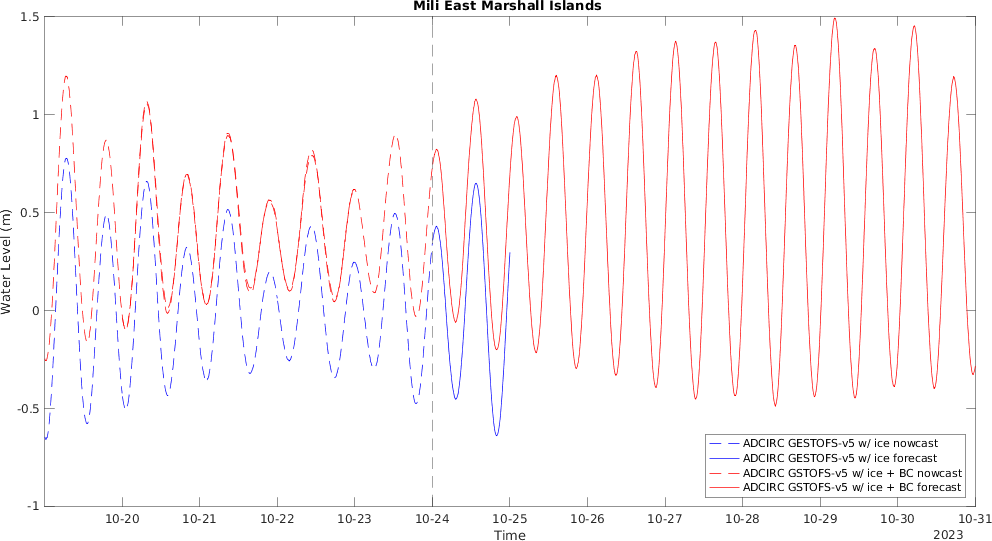 Mili East Marshall Islands
Water Level (m)
1.5
1
0.5
0
-0.5
-1
10-20
10-21
10-22
10-23
10-24
10-25
10-26
10-27
10-28
10-29
10-30
10-31
2023
Time
ADCIRC GESTOFS-v5 w/ ice nowcast
ADCIRC GESTOFS-v5 w/ ice forecast
ADCIRC GSTOFS-v5 w/ ice + BC nowcast
ADCIRC GSTOFS-v5 w/ ice + BC forecast